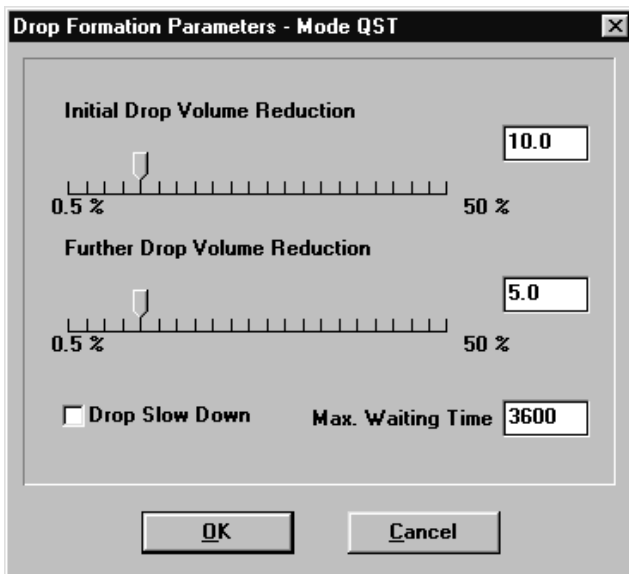 Drop Formation Parameters - Mode QST
Initial Drop Volume Reduction
10.0
0.5 %
50 %
Further Drop Volume Reduction
5.0
0.5 %
50 %
Drop Slow Down
Max. Waiting Time
3600
OK
Cancel